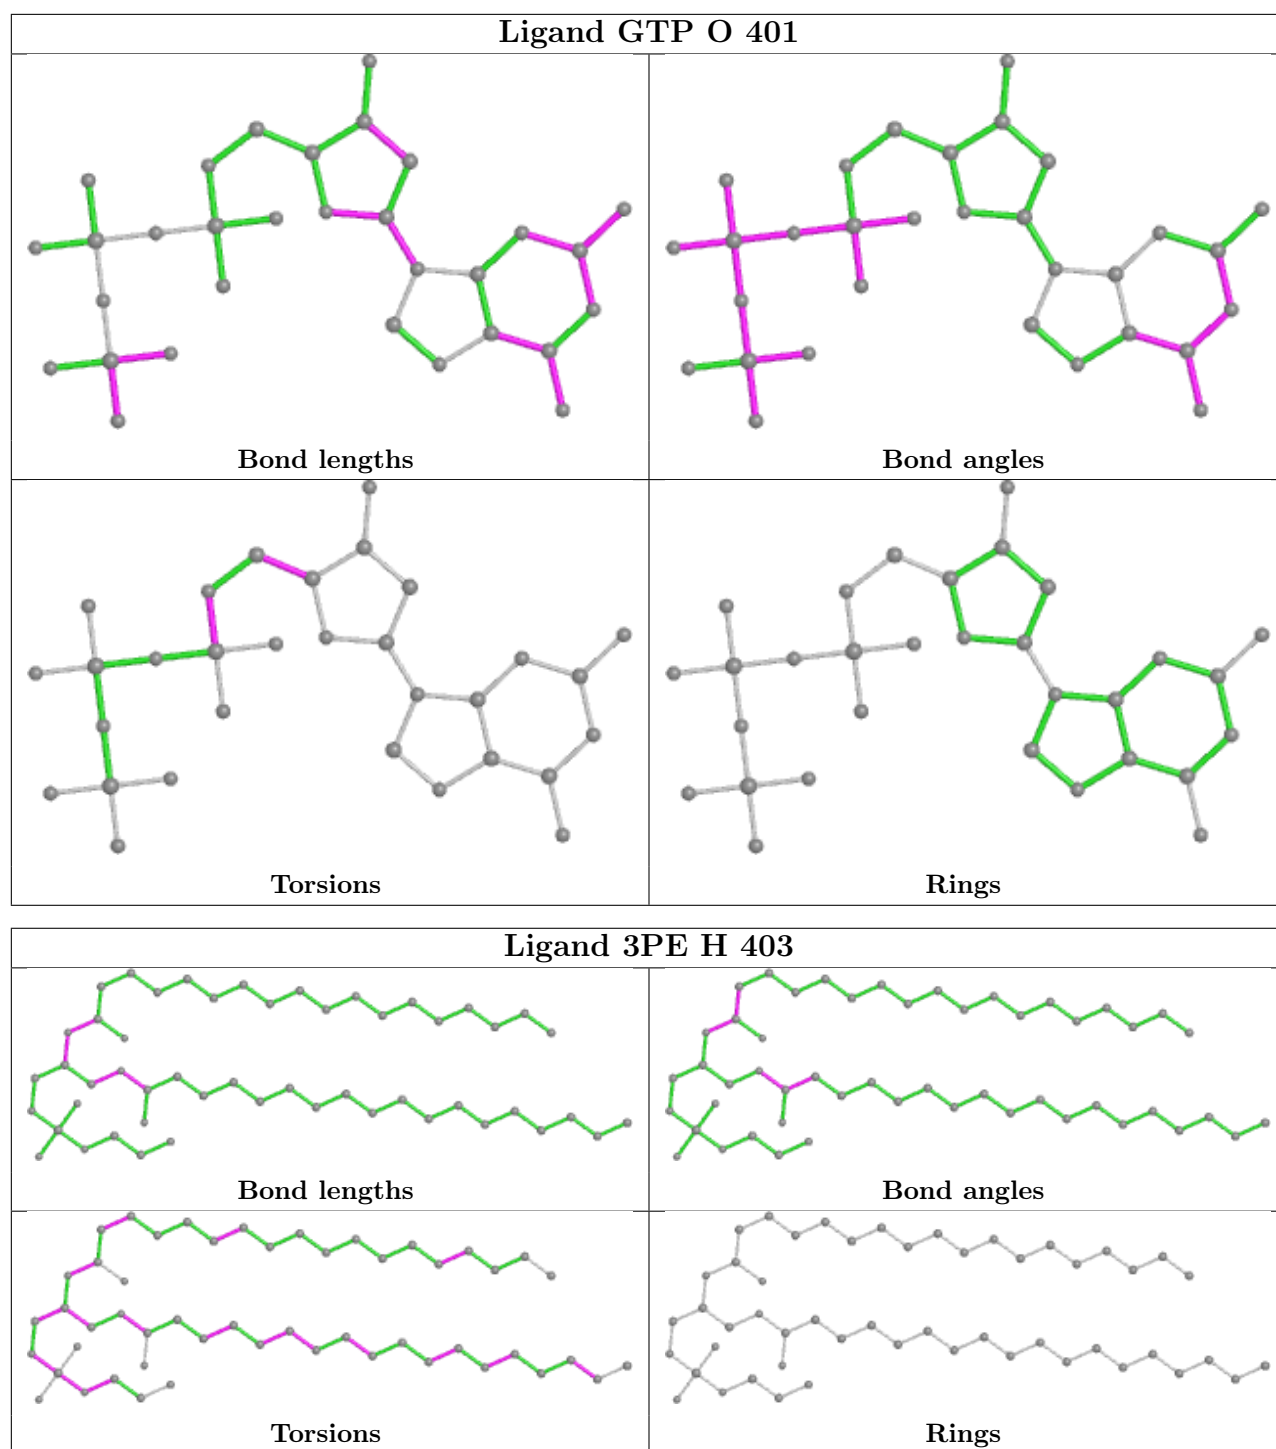 Ligand GTP O 401
Bond lengths
Bond angles
Torsions
Rings
Ligand 3PE H 403
Bond lengths
Bond angles
Torsions
Rings